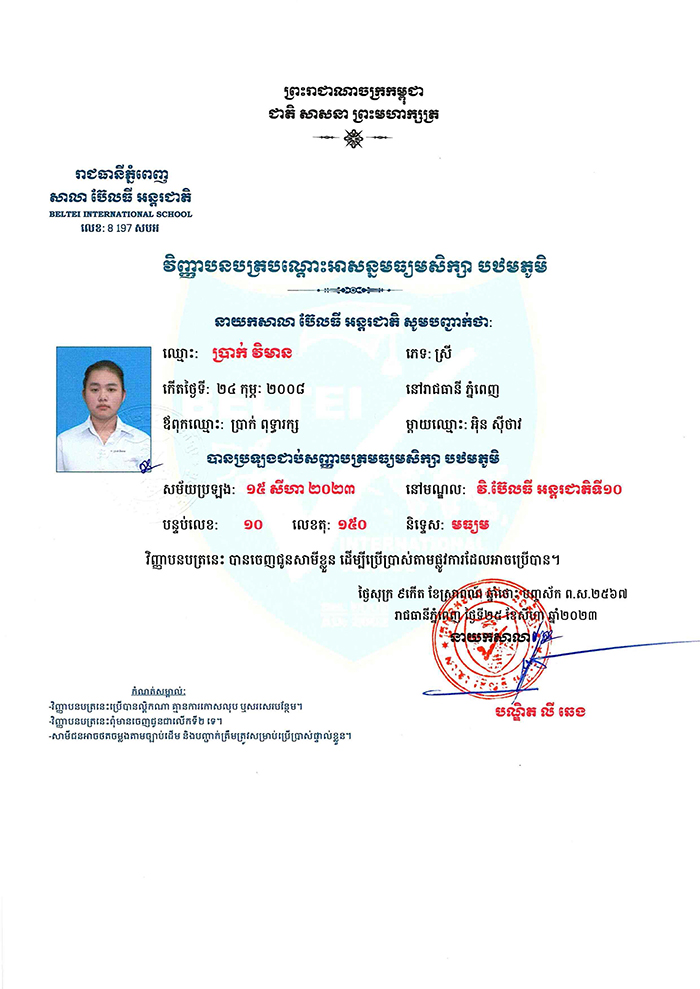 ព្រះរាជាណាចក្រកម្ពុជា
ជាតិ សាសនា ព្រះមហាក្សត្រ
រាជធានីភ្នំពេញ
សាលា ប៊ែលធី អន្តរជាតិ
BELTEI INTERNATIONAL SCHOOL
លេខ: 8 197 សបអ
វិញ្ញាបនបត្របណ្តោះអាសន្នមធ្យមសិក្សា បឋមភូមិ
នាយកសាលា ប៊ែលធី អន្តរជាតិ សូមបញ្ជាក់ថា:
ឈ្មោះ: ប្រាក់ វិមាន ភេទ: ស្រី
កើតថ្ងៃទី: ២៤ កុម្ភៈ ២០០៨ នៅរាជធានី ភ្នំពេញ
ឪពុកឈ្មោះ: ប្រាក់ ពុទ្ធារក្ស ម្តាយឈ្មោះ: អ៊ិន ស៊ីថាវ
បានប្រឡងជាប់សញ្ញាបត្រមធ្យមសិក្សា បឋមភូមិ
សម័យប្រឡង: ១៥ សីហា ២០២៣ នៅមណ្ឌល: វិ.ប៊ែលធី អន្តរជាតិទី១០
បន្ទប់លេខ: ១០ លេខតុ: ១៥០ និទ្ទេស: មធ្យម
វិញ្ញាបនបត្រនេះ បានចេញជូនសាមីខ្លួន ដើម្បីប្រើប្រាស់តាមផ្លូវការដែលអាចប្រើបាន។
ថ្ងៃសុក្រ ៩កើត ខែស្រាពណ៍ ឆ្នាំថោះ បញ្ចស័ក ព.ស.២៥៦៧
រាជធានីភ្នំពេញ ថ្ងៃទី២៥ ខែសីហា ឆ្នាំ២០២៣
នាយកសាលា
បណ្ឌិត លី ឆេង
កំណត់សម្គាល់:
-វិញ្ញាបនបត្រនេះប្រើបានល្គឹកណា គ្មានការកោសលុប ឬសរសេរបន្ថែម។
-វិញ្ញាបនបត្រនេះពុំមានចេញជូនជាលើកទី២ ទេ។
-សាមីជនអាចថតចម្លងតាមច្បាប់ដើម និងបញ្ជាក់ត្រឹមត្រូវសម្រាប់ប្រើប្រាស់ផ្ទាល់ខ្លួន។